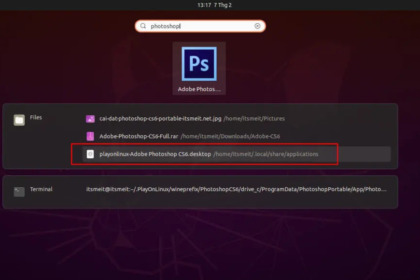 13:17 7 Thg 2
photoshop
Ps
Adobe Photos...
Files
cai-dat-photoshop-cs6-portable-itsmeit.net.jpg /home/itsmeit/Pictures
Adobe-Photoshop-CS6-Full.rar /home/itsmeit/Downloads/Adobe-CS6
playonlinux-Adobe Photoshop CS6.desktop /home/itsmeit/.local/share/applications
Terminal
itsmeit@itsmeit:~/.PlayOnLinux/wineprefix/PhotoshopCS6/drive_c/ProgramData/PhotoshopPortable/App/Photo...